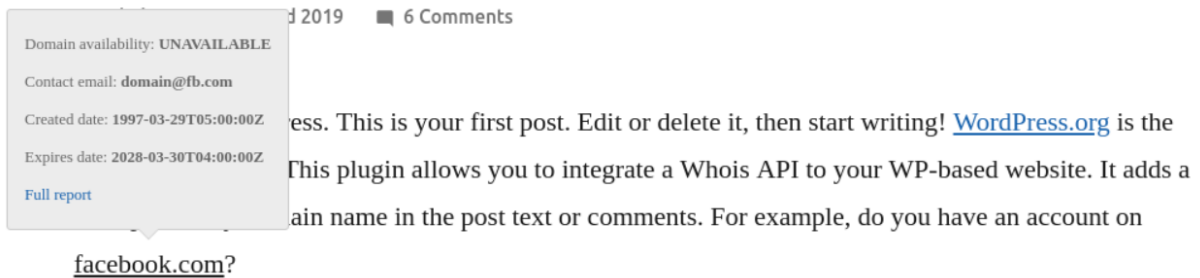 d 2019 6 Comments
Domain availability: UNAVAILABLE
Contact email: domain@fb.com
Created date: 1997-03-29T05:00:00Z
Expires date: 2028-03-30T04:00:00Z
Full report
ess. This is your first post. Edit or delete it, then start writing! WordPress.org is the
This plugin allows you to integrate a Whois API to your WP-based website. It adds a
ain name in the post text or comments. For example, do you have an account on
facebook.com?